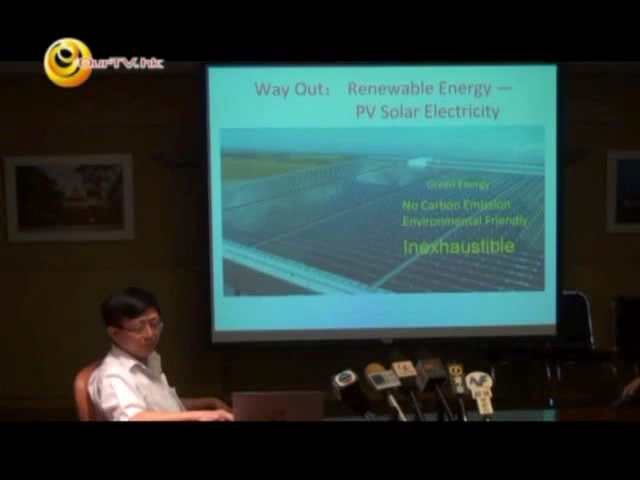 OurTV.hk
Way Out: Renewable Energy —
PV Solar Electricity
Green Energy
No Carbon Emission
Environmental Friendly,
Inexhaustible